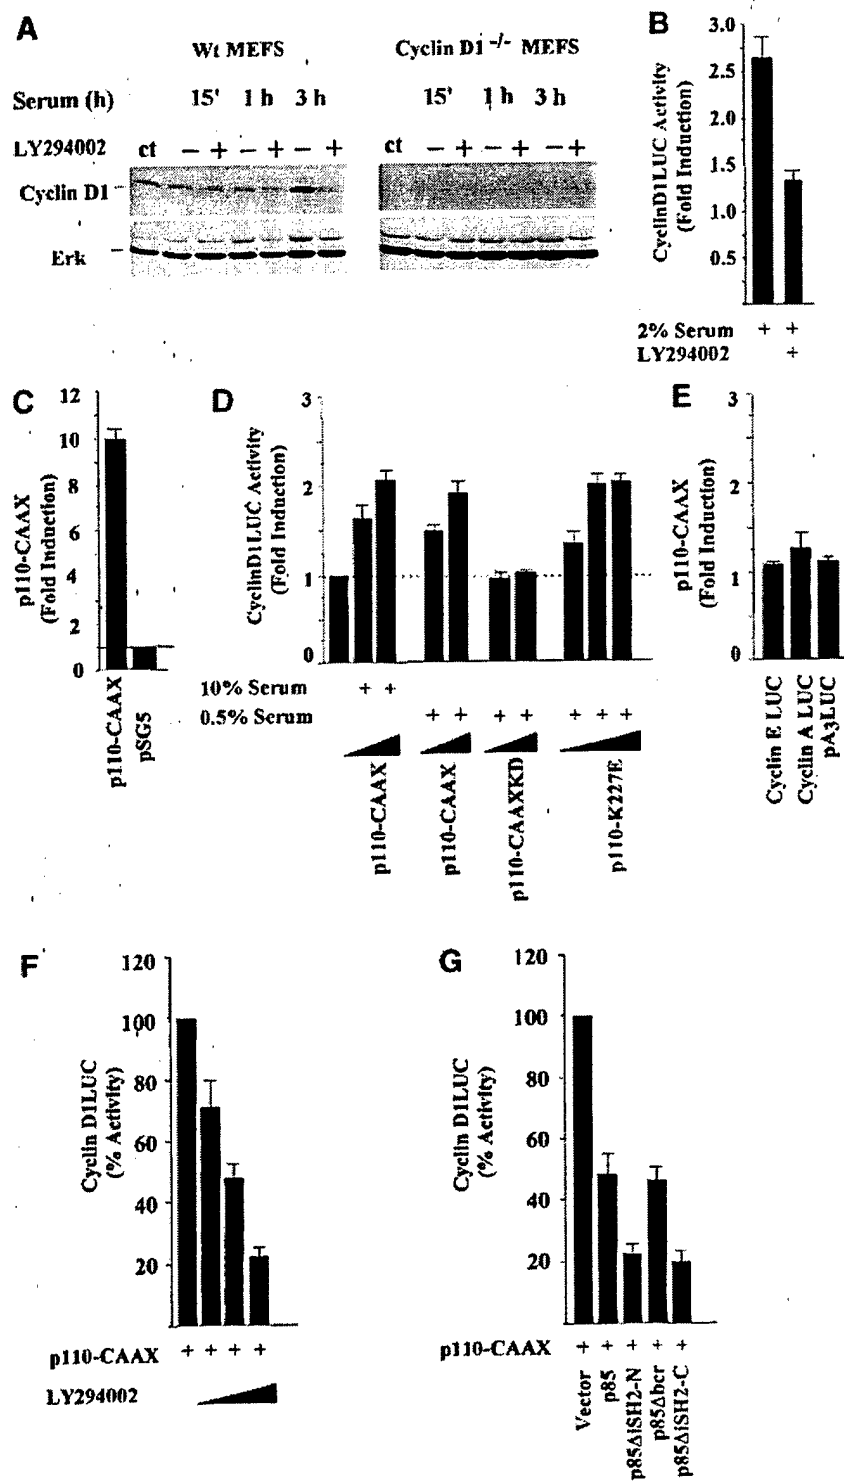 A
Wt MEFS
Cyclin D1 -/- MEFS
Serum (h) 15' 1 h 3 h 15' 1 h 3 h
LY294002 ct − + − + − + ct − + − + − +
Cyclin D1
Erk
B
CyclinD1LUC Activity
(Fold Induction)
3.0
2.5
2.0
1.5
1.0
0.5
2% Serum + +
LY294002 +
C
p110-CAAX
(Fold Induction)
12
10
8
6
4
2
0
p110-CAAX
pSG5
D
CyclinD1LUC Activity
(Fold Induction)
3
2
1
0
10% Serum + +
0.5% Serum + + + + + + +
p110-CAAX
p110-CAAX
p110-CAAXKD
p110-K227E
E
p110-CAAX
(Fold Induction)
3
2
1
0
Cyclin E LUC
Cyclin A LUC
pA3LUC
F
Cyclin D1LUC
(% Activity)
120
100
80
60
40
20
p110-CAAX + + + +
LY294002
G
Cyclin D1LUC
(% Activity)
120
100
80
60
40
20
p110-CAAX + + + + +
Vector
p85
p85ΔiSH2-N
p85Δbcr
p85ΔiSH2-C